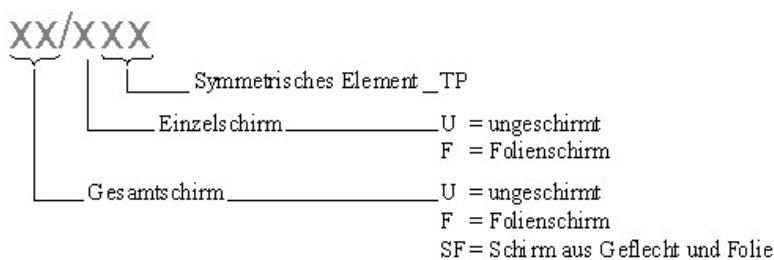 xx/xxx
Symmetrisches Element _TP
Einzelschirm U = ungeschirmt
F = Folienschirm
Gesamtschirm U = ungeschirmt
F = Folienschirm
SF = Schirm aus Geflecht und Folie